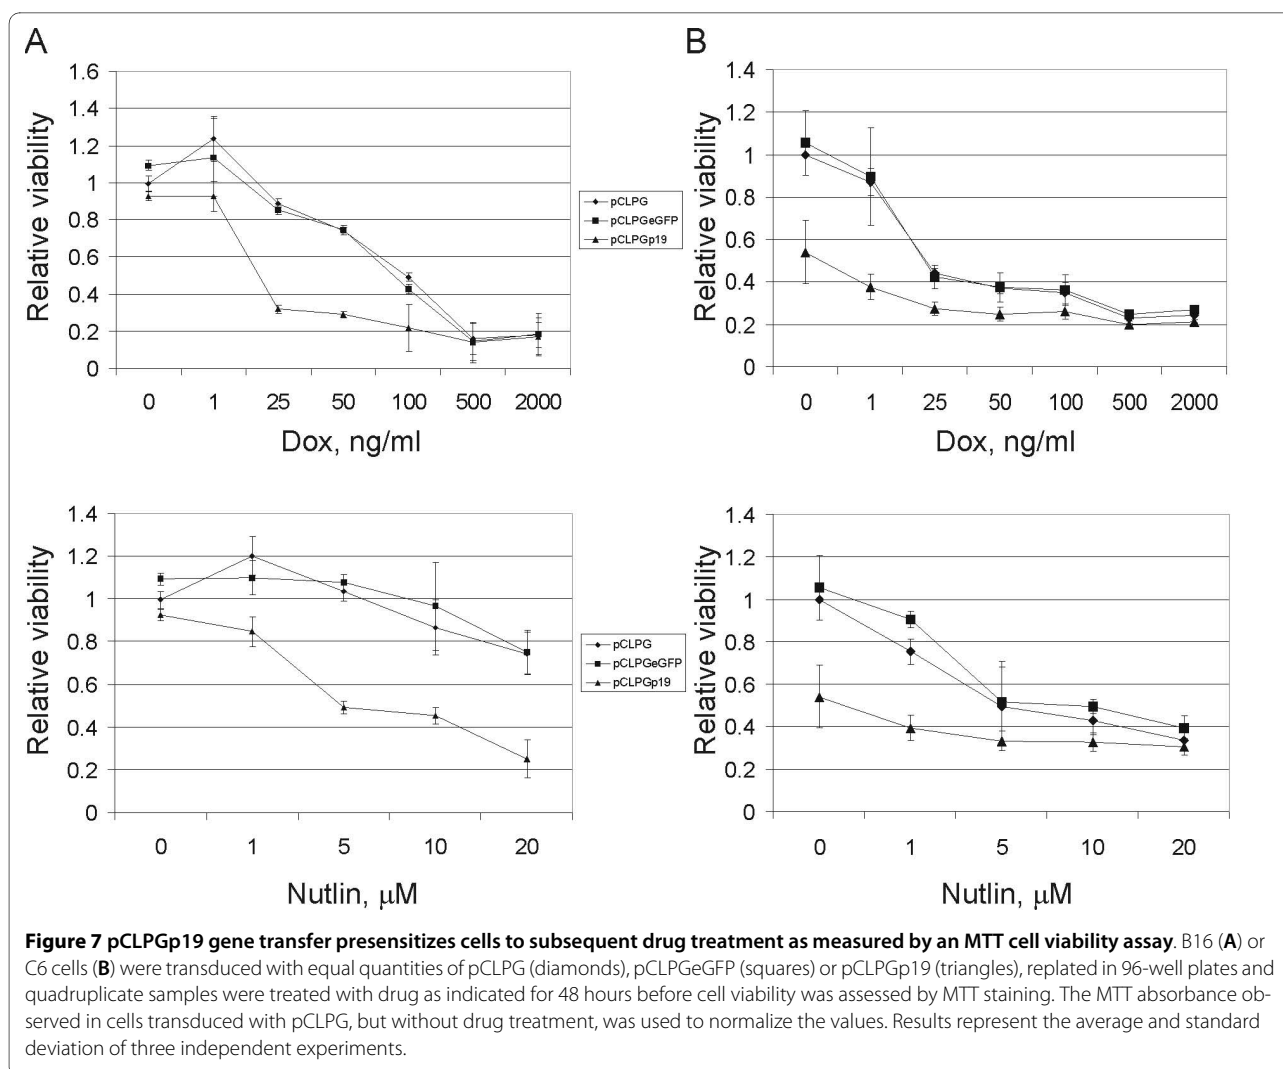 A
B
1.6
1.4
1.2
1
0.8
0.6
0.4
0.2
0
Relative viability
0 1 25 50 100 500 2000
Dox, ng/ml
pCLPG
pCLPGeGFP
pCLPGp19
1.4
1.2
1
0.8
0.6
0.4
0.2
0
Relative viability
0 1 25 50 100 500 2000
Dox, ng/ml
1.4
1.2
1
0.8
0.6
0.4
0.2
0
Relative viability
0 1 5 10 20
Nutlin, μM
pCLPG
pCLPGeGFP
pCLPGp19
1.4
1.2
1
0.8
0.6
0.4
0.2
0
Relative viability
0 1 5 10 20
Nutlin, μM
Figure 7 pCLPGp19 gene transfer presensitizes cells to subsequent drug treatment as measured by an MTT cell viability assay. B16 (A) or
C6 cells (B) were transduced with equal quantities of pCLPG (diamonds), pCLPGeGFP (squares) or pCLPGp19 (triangles), replated in 96-well plates and
quadruplicate samples were treated with drug as indicated for 48 hours before cell viability was assessed by MTT staining. The MTT absorbance ob-
served in cells transduced with pCLPG, but without drug treatment, was used to normalize the values. Results represent the average and standard
deviation of three independent experiments.